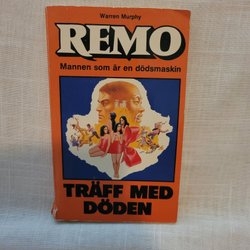 Warren Murphy
REMO
Mannen som är en dödsmaskin
TRÄFF MED
DÖDEN